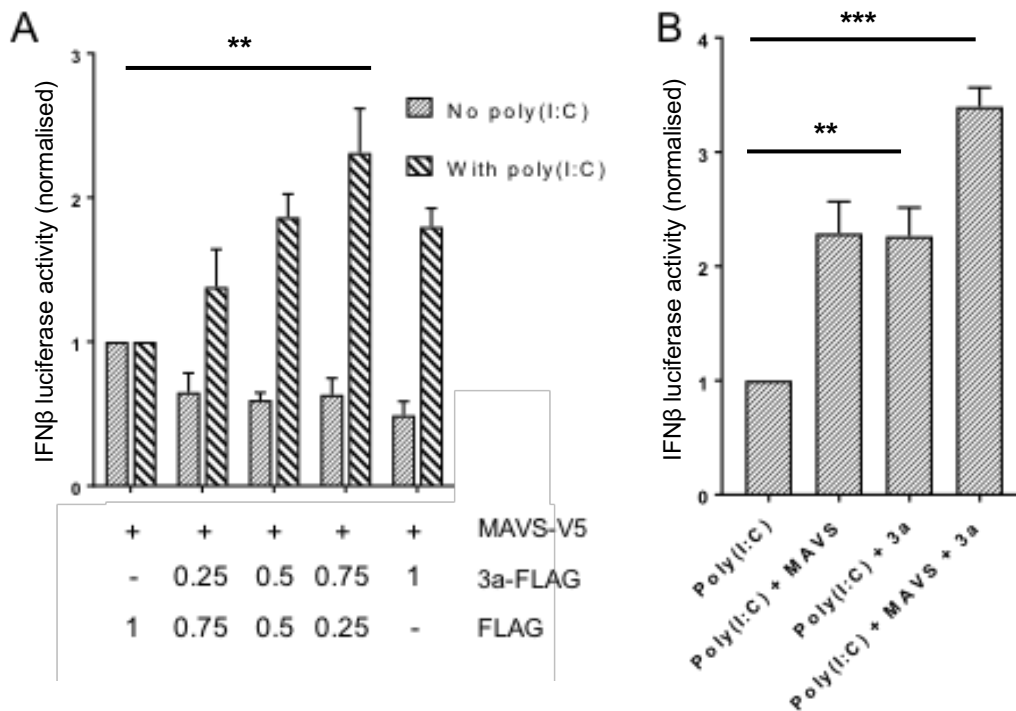 A
**
3
2
1
0
IFNβ luciferase activity (normalised)
No poly(I:C)
With poly(I:C)
+ + + + + MAVS-V5
- 0.25 0.5 0.75 1 3a-FLAG
1 0.75 0.5 0.25 - FLAG
B
***
**
4
3
2
1
0
IFNβ luciferase activity (normalised)
Poly(I:C)
Poly(I:C) + MAVS
Poly(I:C) + 3a
Poly(I:C) + MAVS + 3a